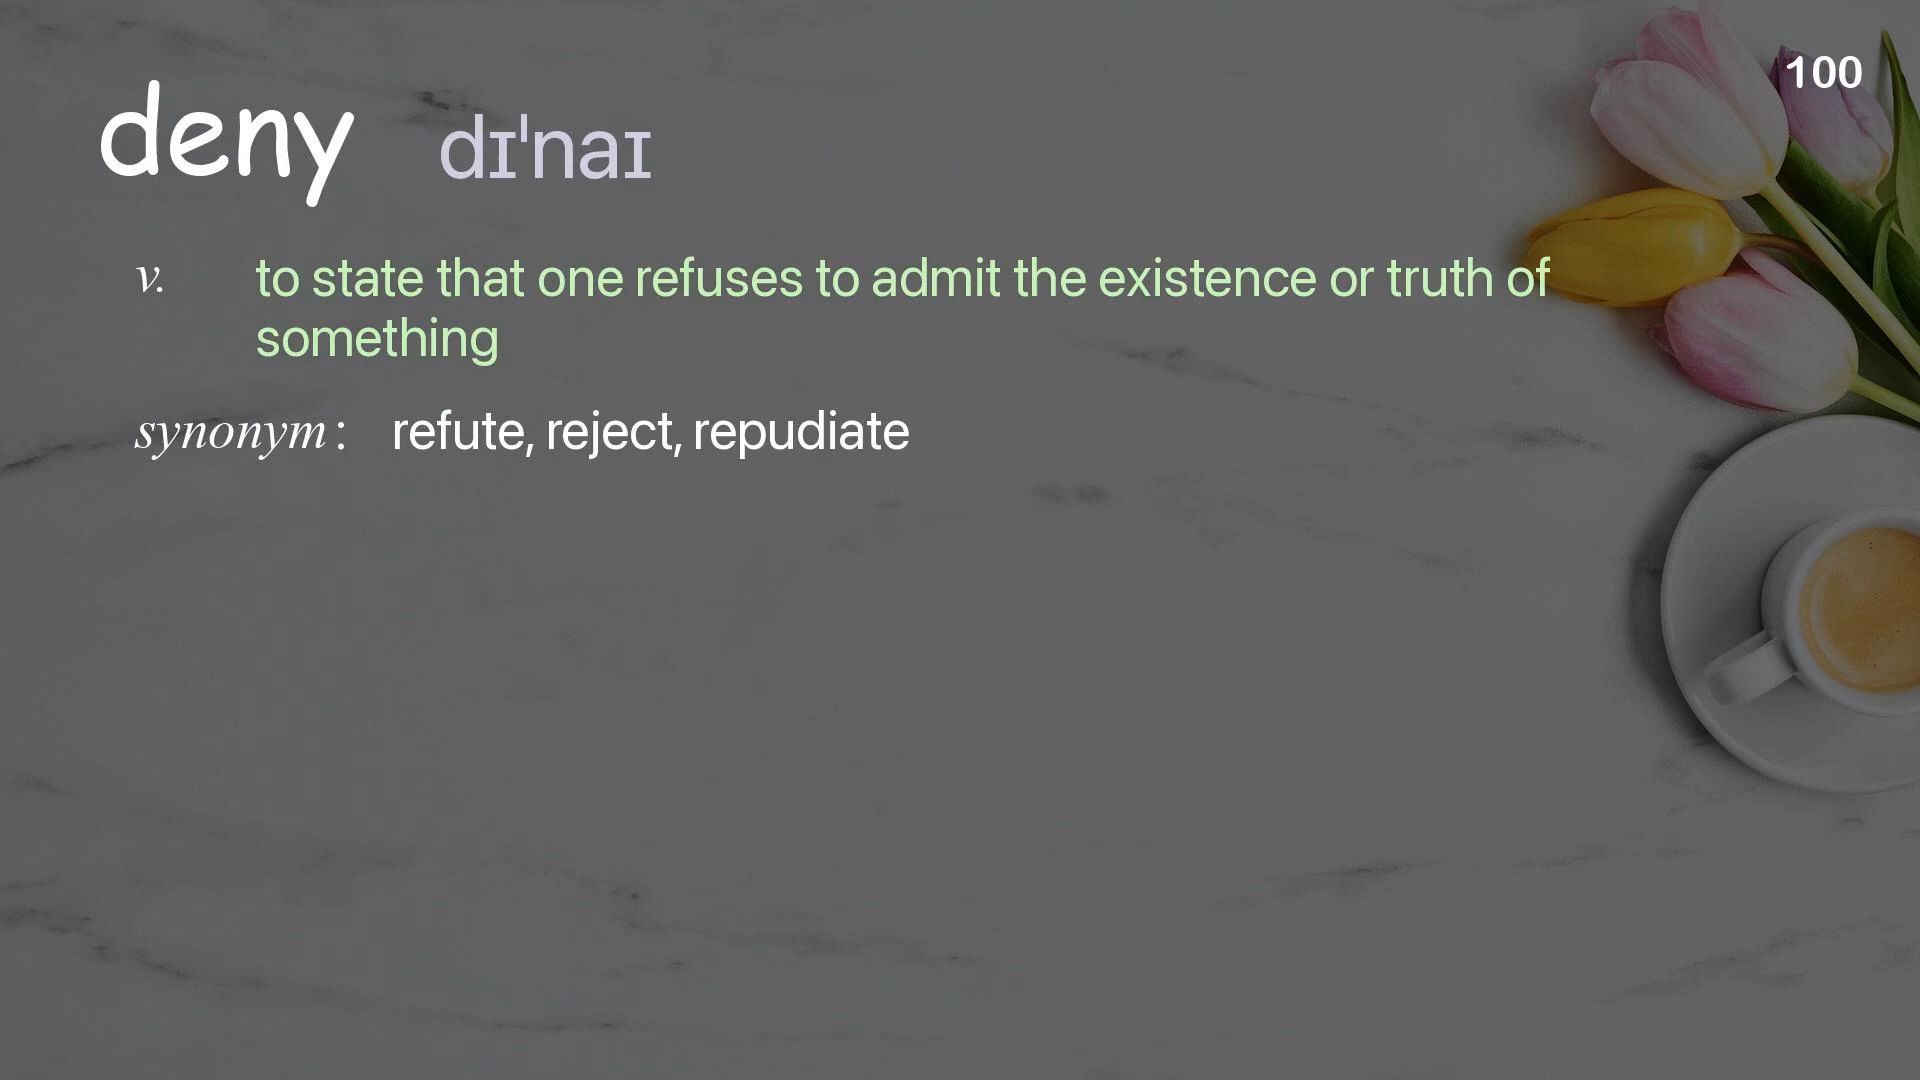 100
deny dɪˈnaɪ
v. to state that one refuses to admit the existence or truth of
something
synonym : refute, reject, repudiate